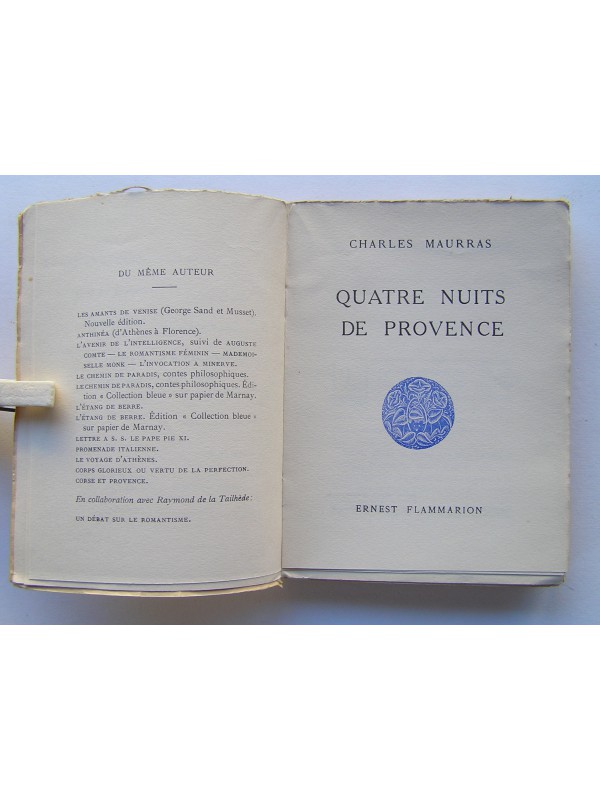 DU MÊME AUTEUR
LES AMANTS DE VENISE (George Sand et Musset).
Nouvelle édition.
ANTHINÉA (d'Athènes à Florence).
L'AVENIR DE L'INTELLIGENCE, suivi de AUGUSTE
COMTE — LE ROMANTISME FÉMININ — MADEMOI-
SELLE MONK — L'INVOCATION A MINERVE.
LE CHEMIN DE PARADIS, contes philosophiques.
LE CHEMIN DE PARADIS, contes philosophiques. Édi-
tion « Collection bleue » sur papier de Marnay.
L'ÉTANG DE BERRE.
L'ÉTANG DE BERRE. Édition « Collection bleue »
sur papier de Marnay.
LETTRE A S. S. LE PAPE PIE XI.
PROMENADE ITALIENNE.
LE VOYAGE D'ATHÈNES.
CORPS GLORIEUX OU VERTU DE LA PERFECTION.
CORSE ET PROVENCE.
En collaboration avec Raymond de la Tailhède :
UN DÉBAT SUR LE ROMANTISME.
CHARLES MAURRAS
QUATRE NUITS
DE PROVENCE
ERNEST FLAMMARION